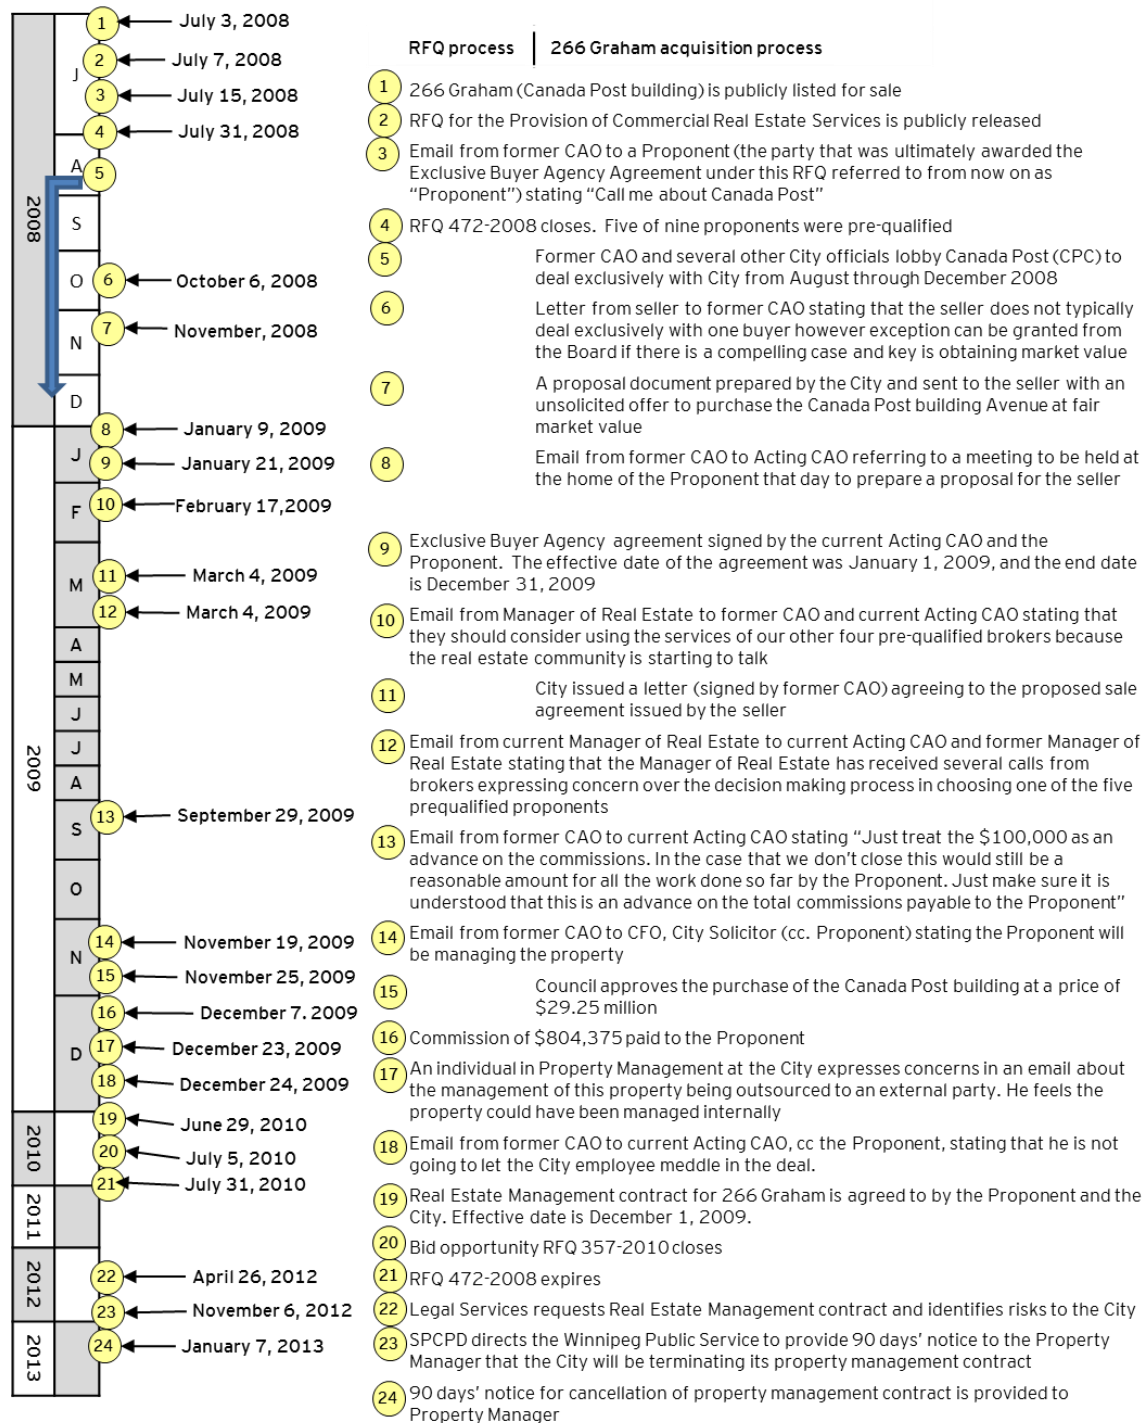 1 July 3, 2008
2 July 7, 2008
3 July 15, 2008
4 July 31, 2008
5
6 October 6, 2008
7 November, 2008
8 January 9, 2009
9 January 21, 2009
10 February 17,2009
11 March 4, 2009
12 March 4, 2009
13 September 29, 2009
14 November 19, 2009
15 November 25, 2009
16 December 7. 2009
17 December 23, 2009
18 December 24, 2009
19 June 29, 2010
20 July 5, 2010
21 July 31, 2010
22 April 26, 2012
23 November 6, 2012
24 January 7, 2013
2008
J
A
S
O
N
D
2009
J
F
M
A
M
J
J
A
S
O
N
D
2010
2011
2012
2013
RFQ process 266 Graham acquisition process
1 266 Graham (Canada Post building) is publicly listed for sale
2 RFQ for the Provision of Commercial Real Estate Services is publicly released
3 Email from former CAO to a Proponent (the party that was ultimately awarded the
Exclusive Buyer Agency Agreement under this RFQ referred to from now on as
“Proponent”) stating “Call me about Canada Post”
4 RFQ 472-2008 closes. Five of nine proponents were pre-qualified
5 Former CAO and several other City officials lobby Canada Post (CPC) to
deal exclusively with City from August through December 2008
6 Letter from seller to former CAO stating that the seller does not typically
deal exclusively with one buyer however exception can be granted from
the Board if there is a compelling case and key is obtaining market value
7 A proposal document prepared by the City and sent to the seller with an
unsolicited offer to purchase the Canada Post building Avenue at fair
market value
8 Email from former CAO to Acting CAO referring to a meeting to be held at
the home of the Proponent that day to prepare a proposal for the seller
9 Exclusive Buyer Agency agreement signed by the current Acting CAO and the
Proponent. The effective date of the agreement was January 1, 2009, and the end date
is December 31, 2009
10 Email from Manager of Real Estate to former CAO and current Acting CAO stating that
they should consider using the services of our other four pre-qualified brokers because
the real estate community is starting to talk
11 City issued a letter (signed by former CAO) agreeing to the proposed sale
agreement issued by the seller
12 Email from current Manager of Real Estate to current Acting CAO and former Manager of
Real Estate stating that the Manager of Real Estate has received several calls from
brokers expressing concern over the decision making process in choosing one of the five
prequalified proponents
13 Email from former CAO to current Acting CAO stating “Just treat the $100,000 as an
advance on the commissions. In the case that we don’t close this would still be a
reasonable amount for all the work done so far by the Proponent. Just make sure it is
understood that this is an advance on the total commissions payable to the Proponent”
14 Email from former CAO to CFO, City Solicitor (cc. Proponent) stating the Proponent will
be managing the property
15 Council approves the purchase of the Canada Post building at a price of
$29.25 million
16 Commission of $804,375 paid to the Proponent
17 An individual in Property Management at the City expresses concerns in an email about
the management of this property being outsourced to an external party. He feels the
property could have been managed internally
18 Email from former CAO to current Acting CAO, cc the Proponent, stating that he is not
going to let the City employee meddle in the deal.
19 Real Estate Management contract for 266 Graham is agreed to by the Proponent and the
City. Effective date is December 1, 2009.
20 Bid opportunity RFQ 357-2010 closes
21 RFQ 472-2008 expires
22 Legal Services requests Real Estate Management contract and identifies risks to the City
23 SPCPD directs the Winnipeg Public Service to provide 90 days’ notice to the Property
Manager that the City will be terminating its property management contract
24 90 days’ notice for cancellation of property management contract is provided to
Property Manager